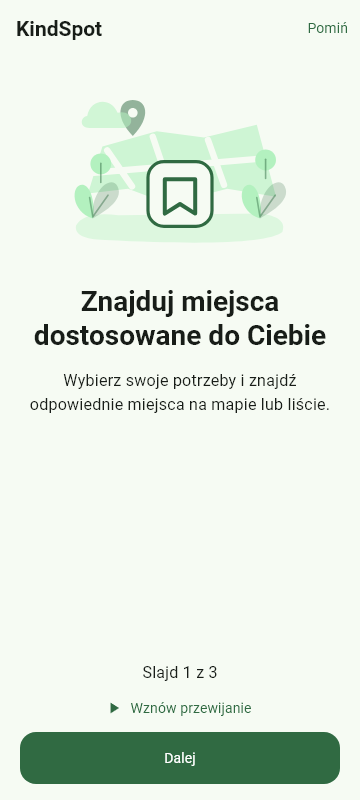 KindSpot
Pomiń
Znajduj miejsca
dostosowane do Ciebie
Wybierz swoje potrzeby i znajdź
odpowiednie miejsca na mapie lub liście.
Slajd 1 z 3
Wznów przewijanie
Dalej